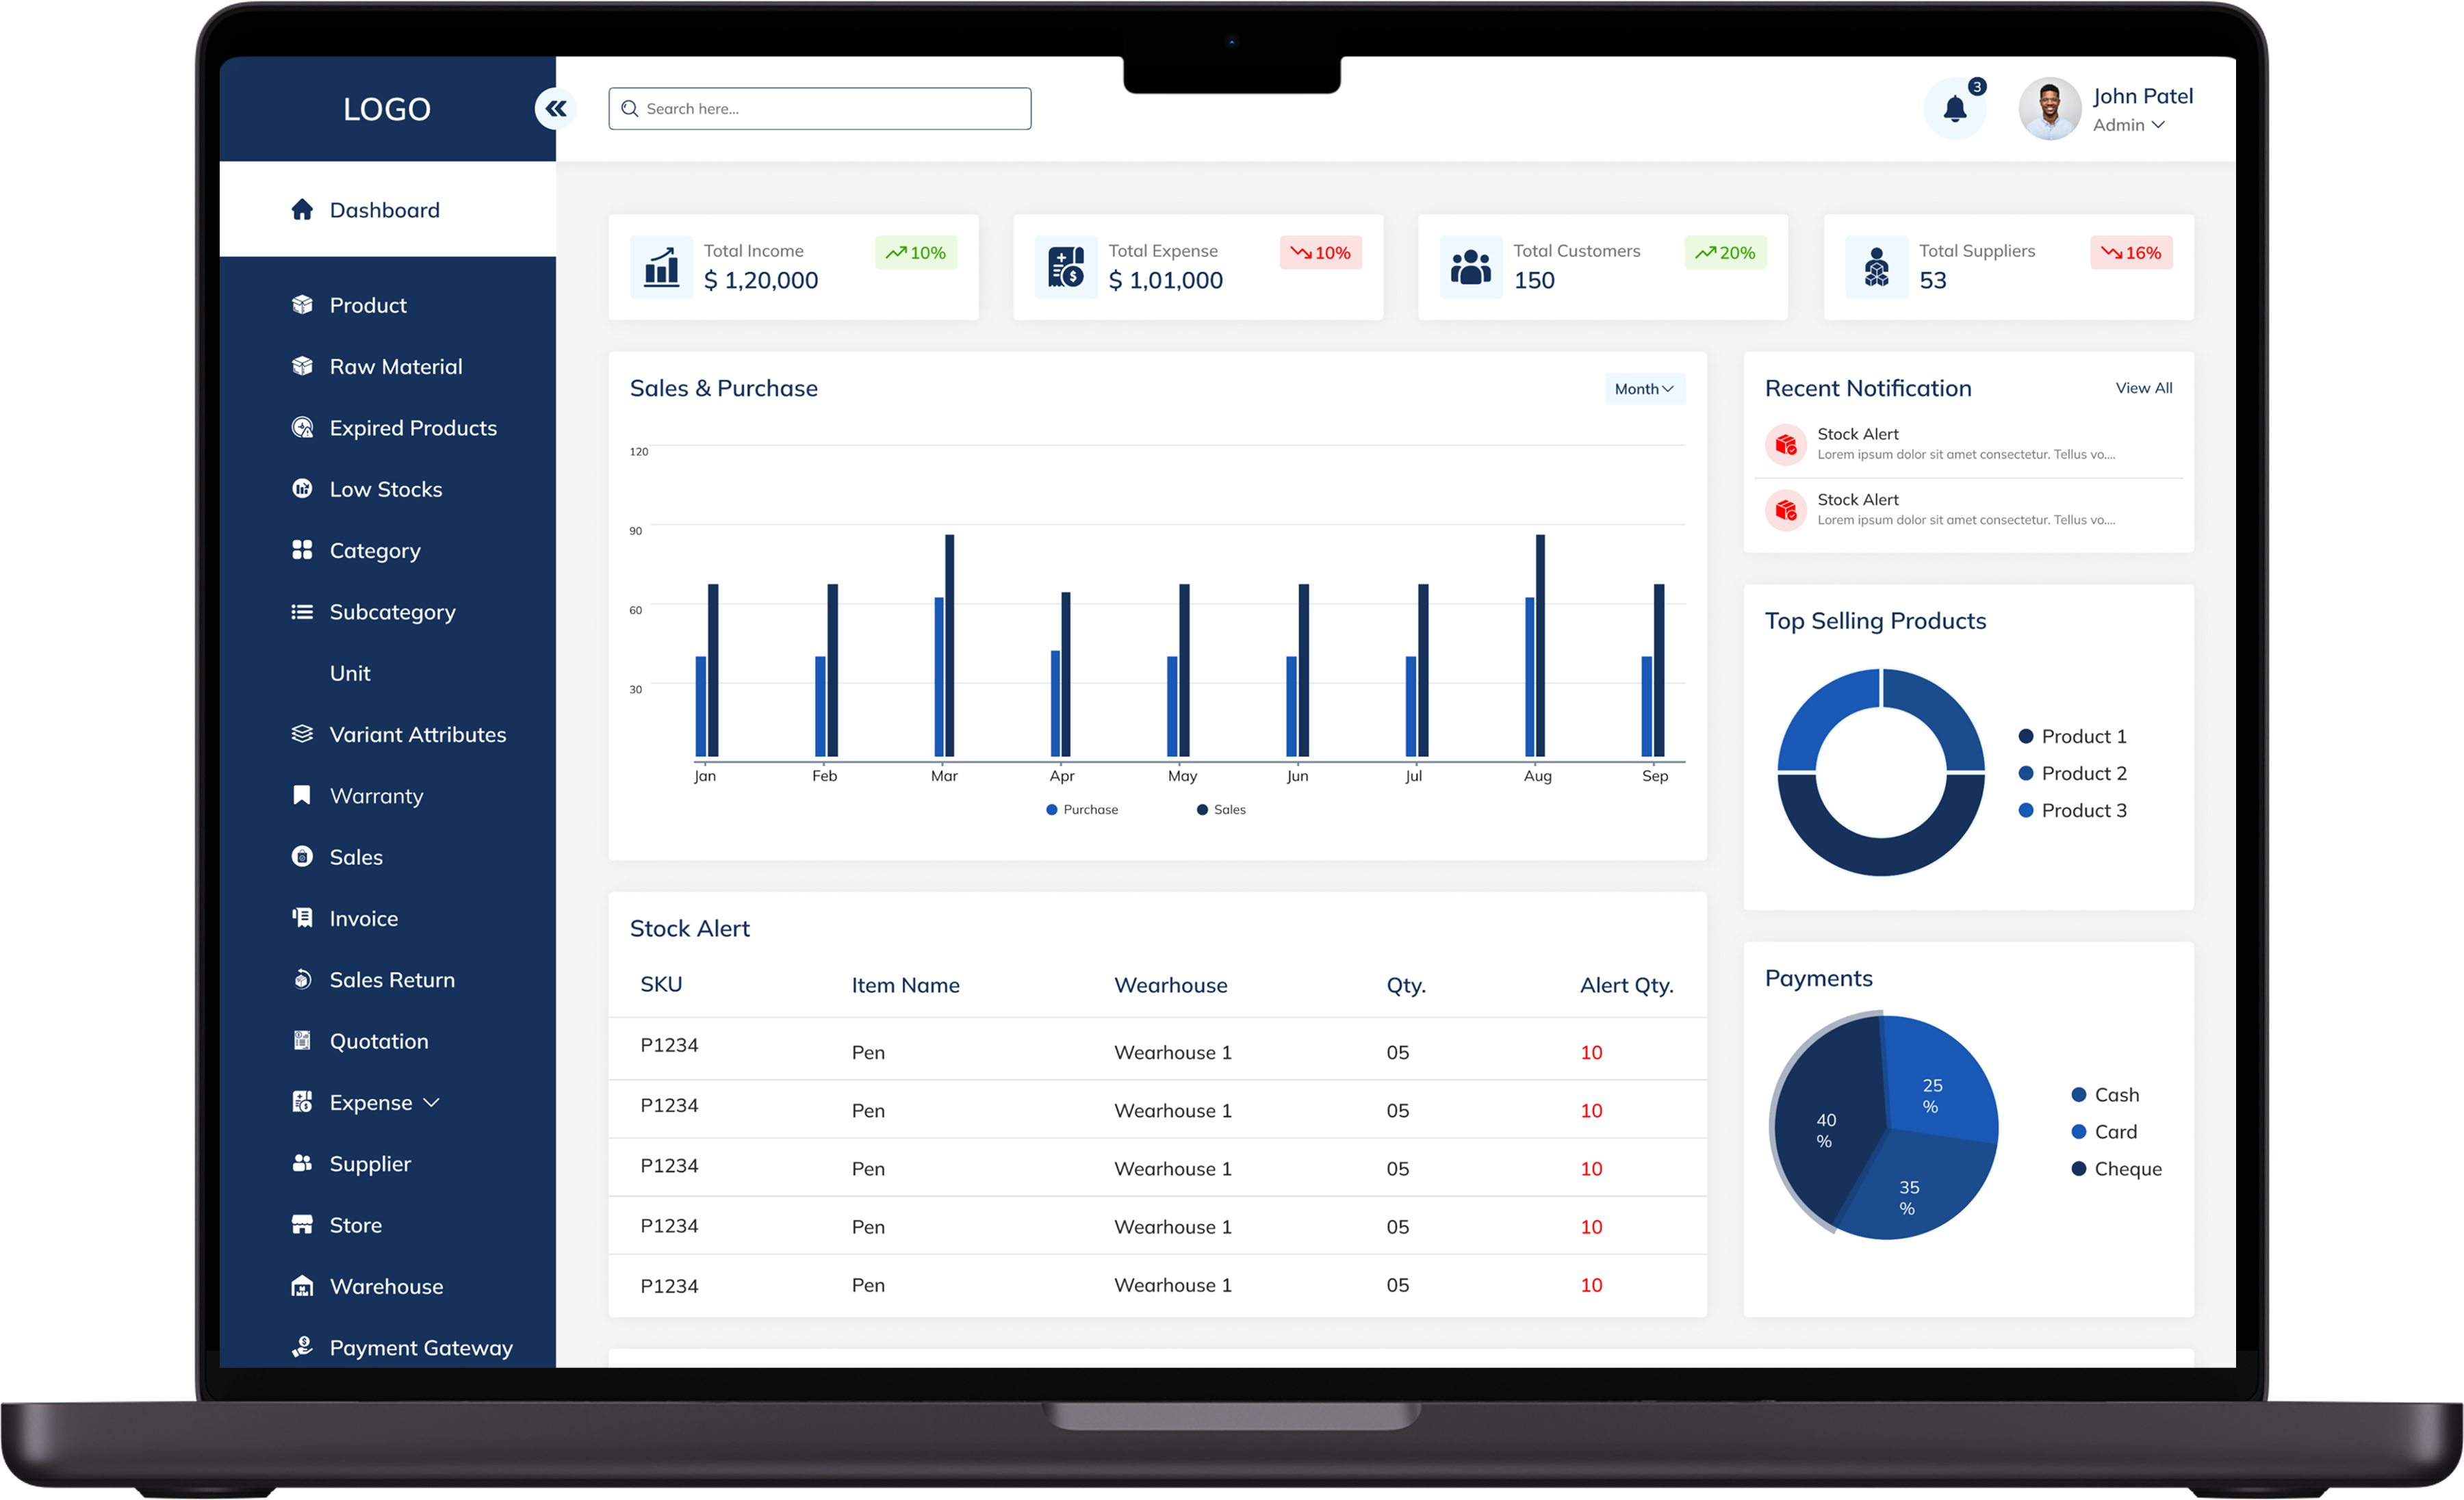 LOGO
Search here...
3
John Patel
Admin
Dashboard
Product
Raw Material
Expired Products
Low Stocks
Category
Subcategory
Unit
Variant Attributes
Warranty
Sales
Invoice
Sales Return
Quotation
Expense
Supplier
Store
Warehouse
Payment Gateway
Total Income
10%
$ 1,20,000
Total Expense
10%
$ 1,01,000
Total Customers
20%
150
Total Suppliers
16%
53
Sales & Purchase
Month
120
90
60
30
Jan Feb Mar Apr May Jun Jul Aug Sep
Purchase Sales
Recent Notification View All
Stock Alert
Lorem ipsum dolor sit amet consectetur. Tellus vo....
Stock Alert
Lorem ipsum dolor sit amet consectetur. Tellus vo....
Top Selling Products
Product 1
Product 2
Product 3
Stock Alert
SKU Item Name Wearhouse Qty. Alert Qty.
P1234 Pen Wearhouse 1 05 10
P1234 Pen Wearhouse 1 05 10
P1234 Pen Wearhouse 1 05 10
P1234 Pen Wearhouse 1 05 10
P1234 Pen Wearhouse 1 05 10
Payments
25
%
40
%
35
%
Cash
Card
Cheque